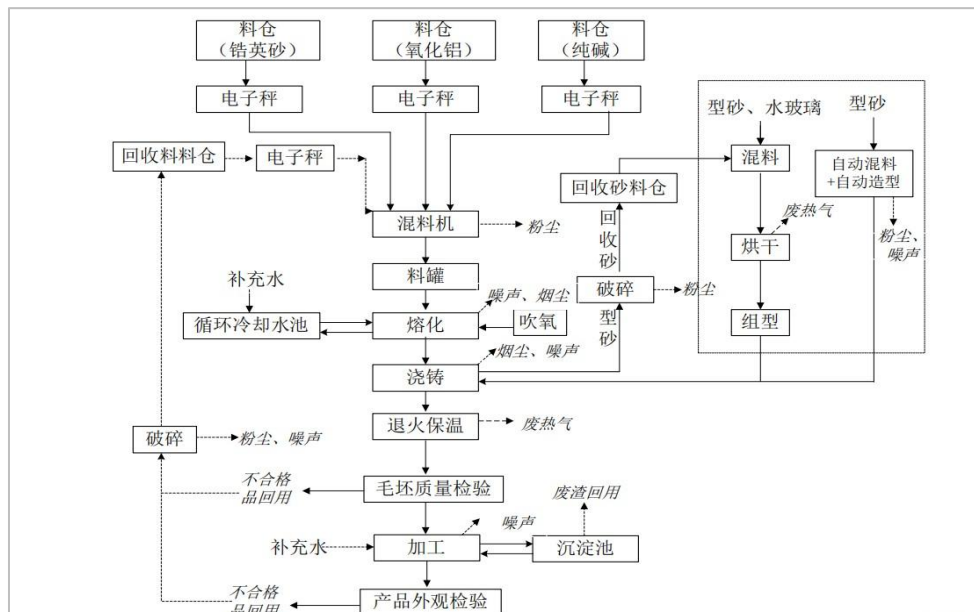 料仓
（锆英砂）
料仓
（氧化铝）
料仓
（纯碱）
电子秤
电子秤
电子秤
型砂、水玻璃
型砂
回收料料仓
电子秤
混料
自动混料
+自动造型
回收砂料仓
废热气
混料机
粉尘
回收砂
粉尘、
噪声
烘干
料罐
补充水
噪声、烟尘
破碎
粉尘
循环冷却水池
熔化
吹氧
型砂
组型
烟尘、噪声
浇铸
退火保温
废热气
破碎
粉尘、噪声
不合格
品回用
毛坯质量检验
废渣回用
噪声
补充水
加工
沉淀池
不合格
品回用
产品外观检验